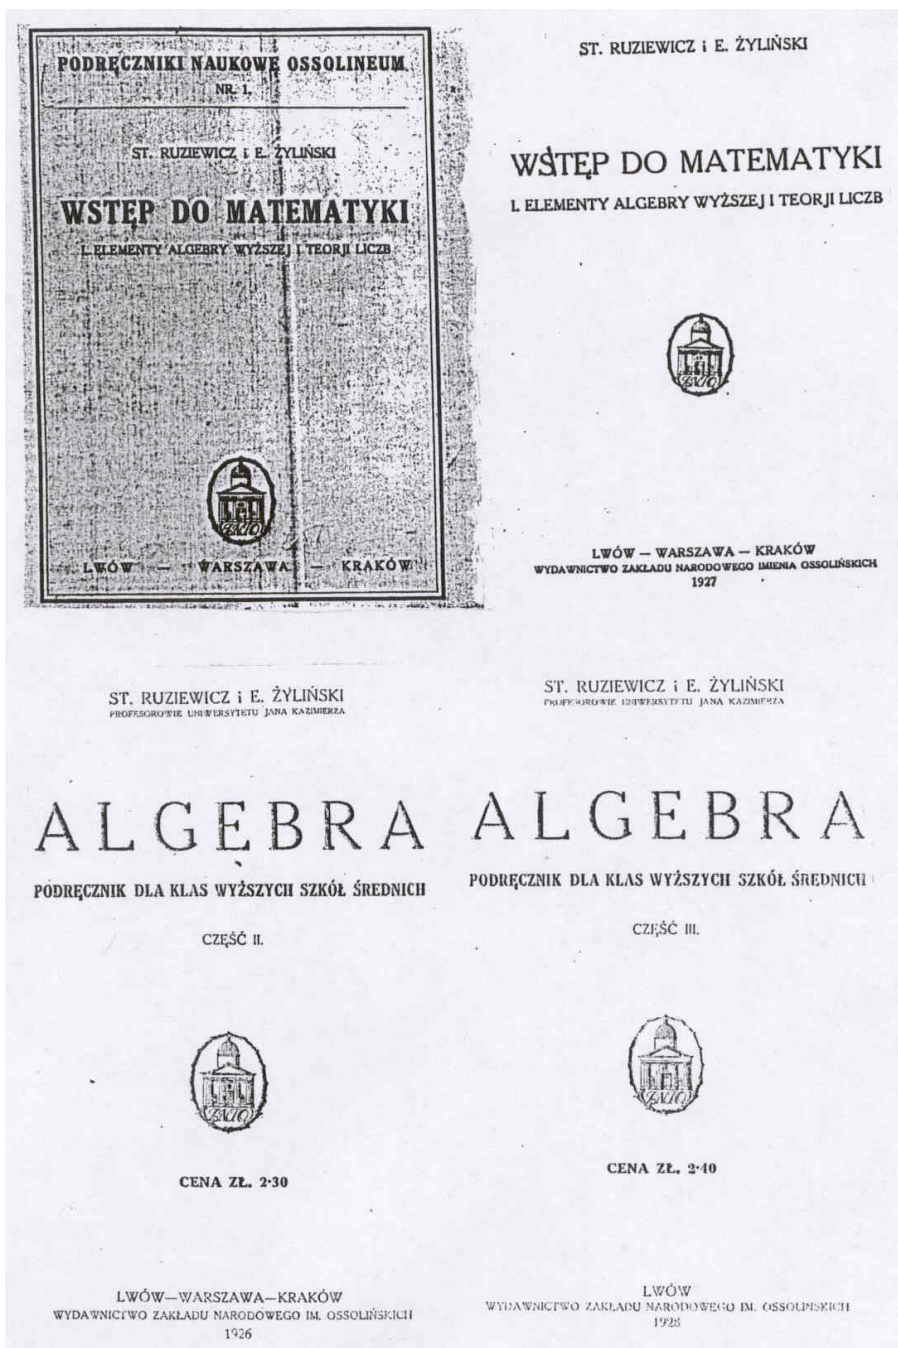 PODRĘCZNIKI NAUKOWE OSSOLINEUM
NR. 1.
ST. RUZIEWICZ i E. ŻYLIŃSKI
WSTĘP DO MATEMATYKI
I. ELEMENTY ALGEBRY WYŻSZEJ I TEORJI LICZB
ZNIO
LWÓW — WARSZAWA — KRAKÓW
ST. RUZIEWICZ i E. ŻYLIŃSKI
WSTĘP DO MATEMATYKI
I. ELEMENTY ALGEBRY WYŻSZEJ I TEORJI LICZB
ZNIO
LWÓW — WARSZAWA — KRAKÓW
WYDAWNICTWO ZAKŁADU NARODOWEGO IMIENIA OSSOLIŃSKICH
1927
ST. RUZIEWICZ i E. ŻYLIŃSKI
PROFESOROWIE UNIWERSYTETU JANA KAZIMIERZA
ALGEBRA
PODRĘCZNIK DLA KLAS WYŻSZYCH SZKÓŁ ŚREDNICH
CZĘŚĆ II.
ZNIO
CENA ZŁ. 2·30
LWÓW—WARSZAWA—KRAKÓW
WYDAWNICTWO ZAKŁADU NARODOWEGO IM. OSSOLIŃSKICH
1926
ST. RUZIEWICZ i E. ŻYLIŃSKI
PROFESOROWIE UNIWERSYTETU JANA KAZIMIERZA
ALGEBRA
PODRĘCZNIK DLA KLAS WYŻSZYCH SZKÓŁ ŚREDNICH
CZĘŚĆ III.
ZNIO
CENA ZŁ. 2·40
LWÓW
WYDAWNICTWO ZAKŁADU NARODOWEGO IM. OSSOLIŃSKICH
1928